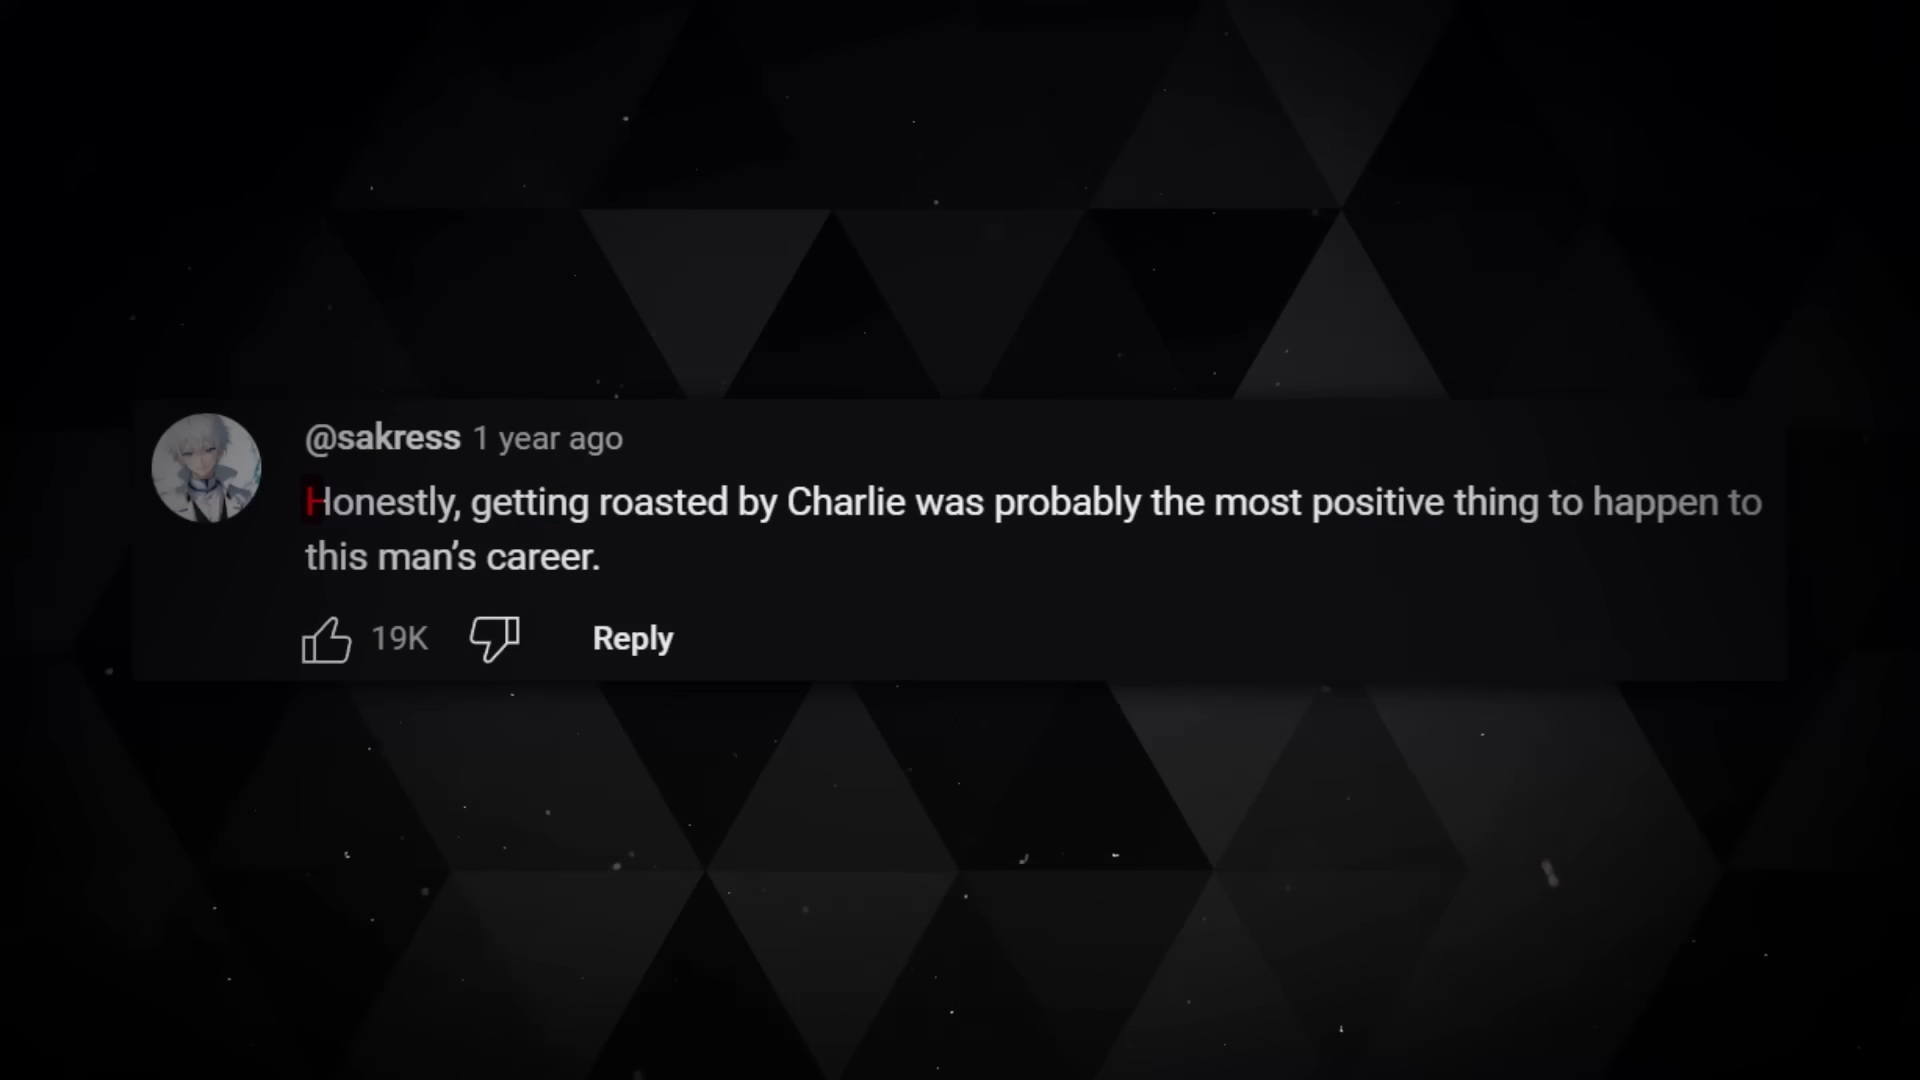 @sakress 1 year ago
Honestly, getting roasted by Charlie was probably the most positive thing to happen to
this man’s career.
19K Reply